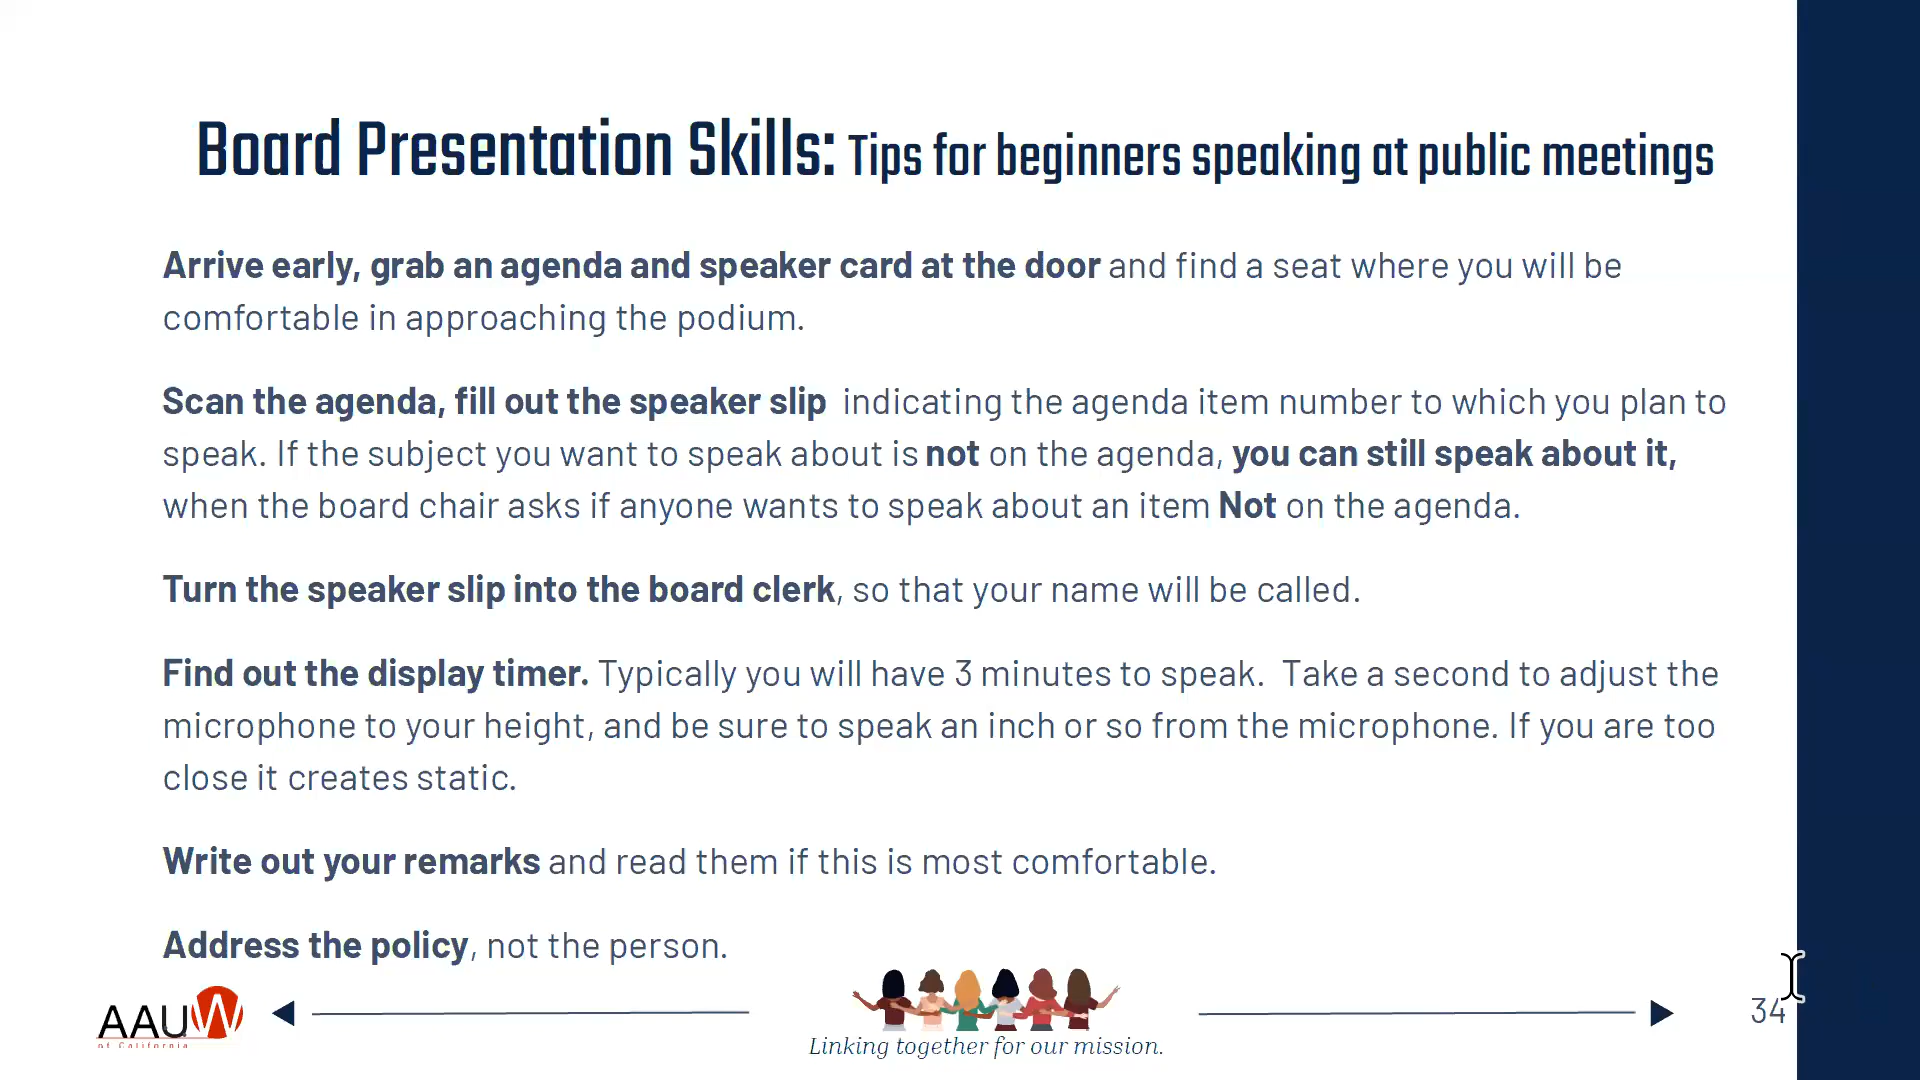 Board Presentation Skills: Tips for beginners speaking at public meetings
Arrive early, grab an agenda and speaker card at the door and find a seat where you will be
comfortable in approaching the podium.
Scan the agenda, fill out the speaker slip indicating the agenda item number to which you plan to
speak. If the subject you want to speak about is not on the agenda, you can still speak about it,
when the board chair asks if anyone wants to speak about an item Not on the agenda.
Turn the speaker slip into the board clerk, so that your name will be called.
Find out the display timer. Typically you will have 3 minutes to speak. Take a second to adjust the
microphone to your height, and be sure to speak an inch or so from the microphone. If you are too
close it creates static.
Write out your remarks and read them if this is most comfortable.
Address the policy, not the person.
AAUW
of California
Linking together for our mission.
34